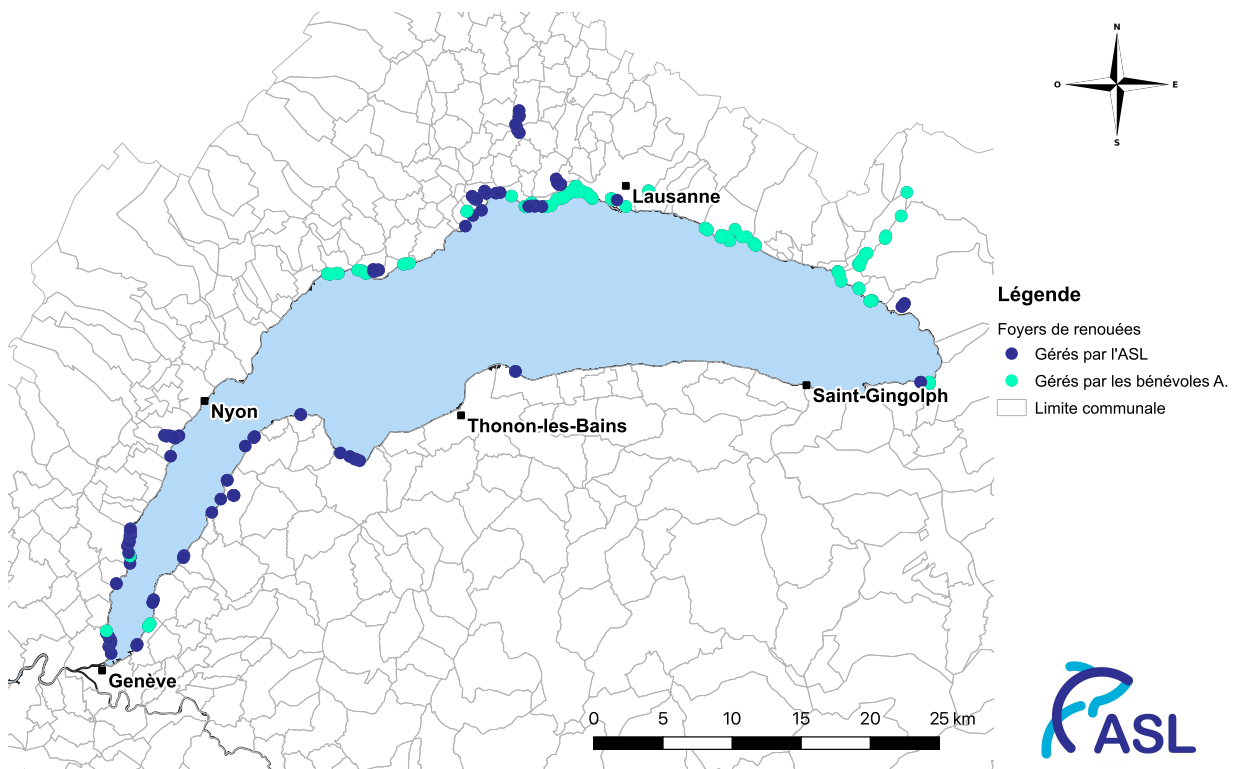 N
O
E
S
Lausanne
Légende
Foyers de renouées
Gérés par l'ASL
Gérés par les bénévoles A.
Limite communale
Saint-Gingolph
Nyon
Thonon-les-Bains
Genève
0 5 10 15 20 25 km
ASL